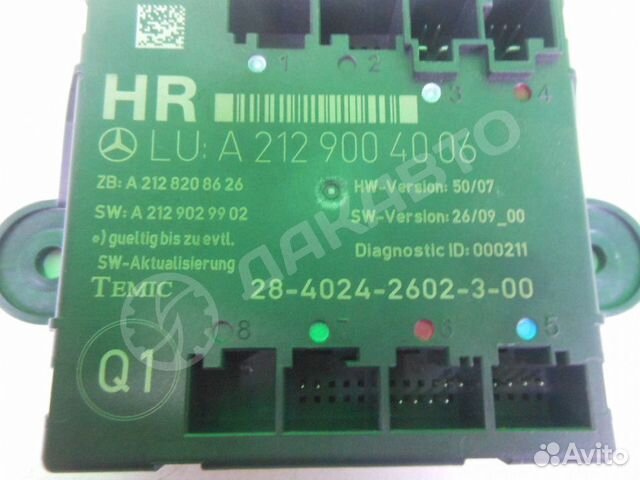 1 2 3 4
HR
LU: A 212 900 40 06
ZB: A 212 820 86 26
HW-Version: 50/07
SW: A 212 902 99 02
SW-Version: 26/09_00
*) gueltig bis zu evtl.
SW-Aktualisierung
Diagnostic ID: 000211
ЛАКАВТО
TEMIC 28-4024-2602-3-00
8 7 6 5
Q1
Avito